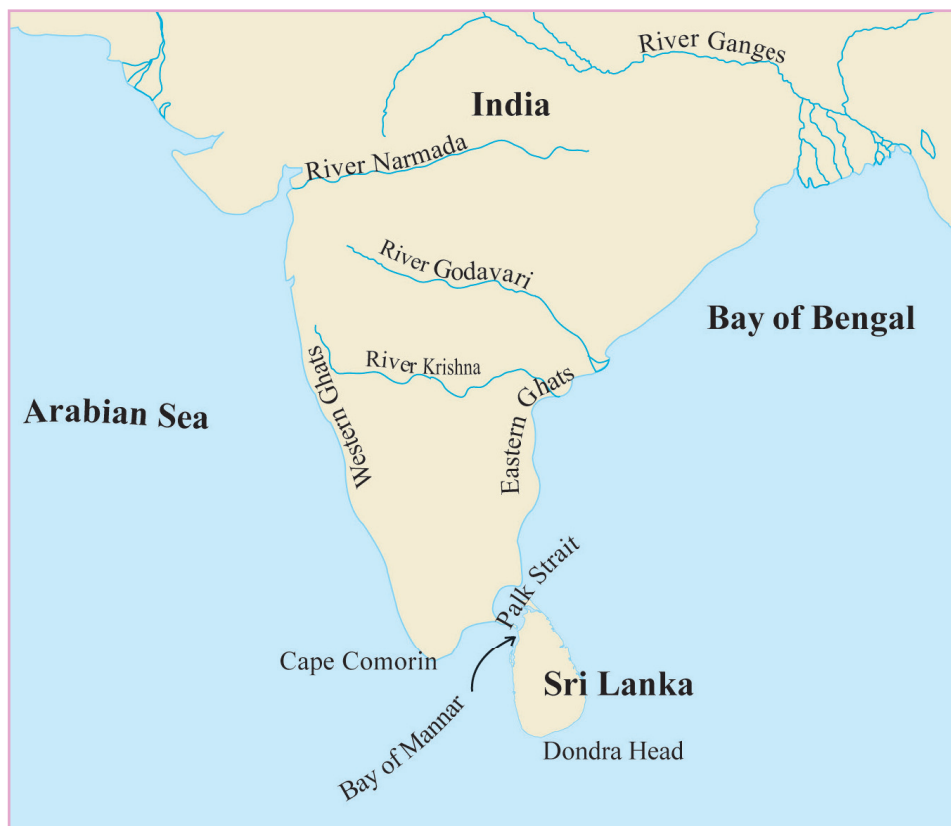 River Ganges
India
River Narmada
River Godavari
Bay of Bengal
River Krishna
Western Ghats
Eastern Ghats
Arabian Sea
Palk Strait
Cape Comorin
Sri Lanka
Bay of Mannar
Dondra Head